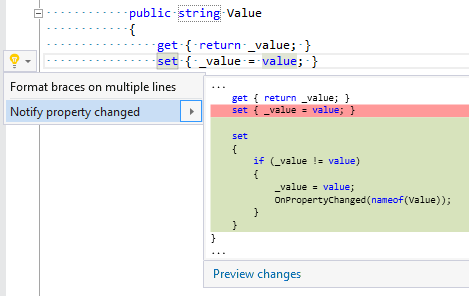 public string Value
{
get { return _value; }
set { _value = value; }
Format braces on multiple lines
Notify property changed
...
get { return _value; }
set { _value = value; }
set
{
if (_value != value)
{
_value = value;
OnPropertyChanged(nameof(Value));
}
}
}
...
Preview changes